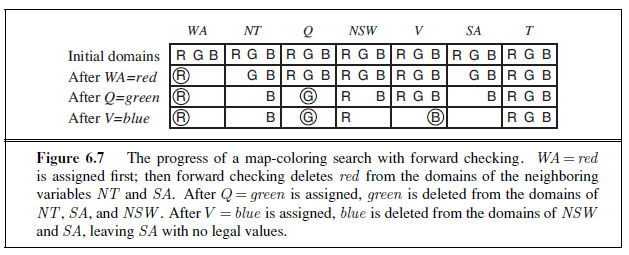 WA NT Q NSW V SA T
Initial domains R G B R G B R G B R G B R G B R G B R G B
After WA=red R G B R G B R G B R G B G B R G B
After Q=green R B G R B R G B B R G B
After V=blue R B G R B R G B
Figure 6.7 The progress of a map-coloring search with forward checking. WA = red
is assigned first; then forward checking deletes red from the domains of the neighboring
variables NT and SA. After Q = green is assigned, green is deleted from the domains of
NT, SA, and NSW. After V = blue is assigned, blue is deleted from the domains of NSW
and SA, leaving SA with no legal values.